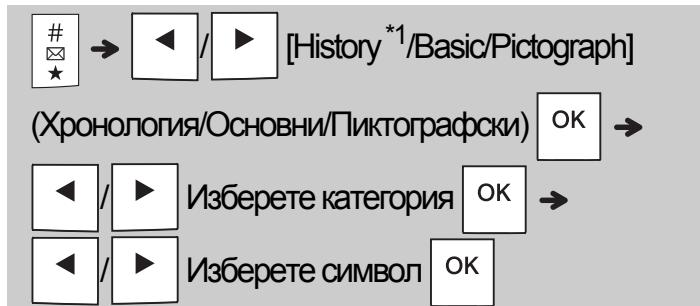 # ✉ ★ ➔ ◄ / ► [History *1/Basic/Pictograph]
(Хронология/Основни/Пиктографски) OK ➔
◄ / ► Изберете категория OK ➔
◄ / ► Изберете символ OK